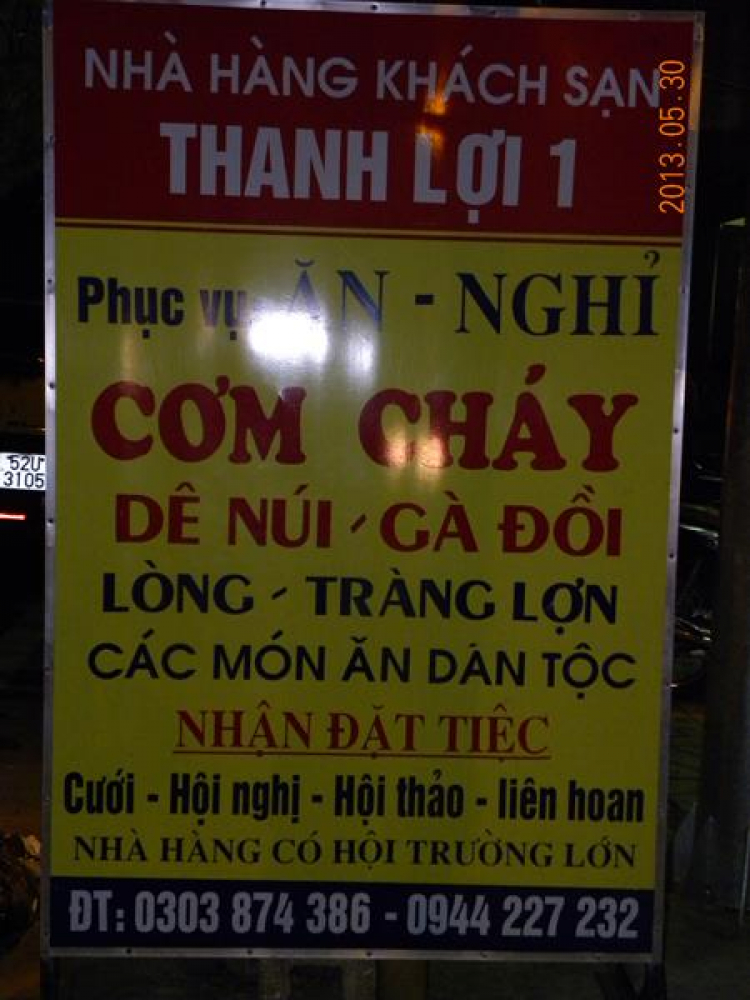 NHÀ HÀNG KHÁCH SẠN
THANH LỢI 1
2013.05.30
Phục vụ ĂN - NGHỈ
CƠM CHÁY
DÊ NÚI - GÀ ĐỒI
LÒNG - TRÀNG LỢN
CÁC MÓN ĂN DÂN TỘC
NHẬN ĐẶT TIỆC
Cưới - Hội nghị - Hội thảo - liên hoan
NHÀ HÀNG CÓ HỘI TRƯỜNG LỚN
ĐT: 0303 874 386 - 0944 227 232
52U
3105